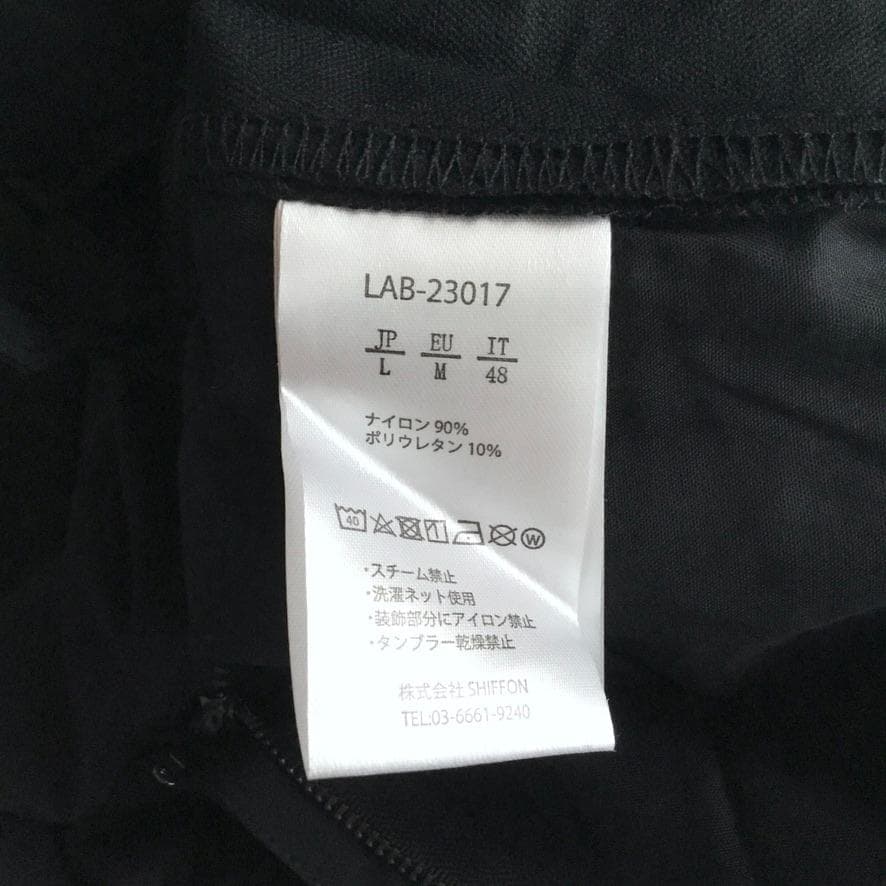 LAB-23017
JP EU IT
L M 48
ナイロン 90%
ポリウレタン 10%
40 W
・スチーム禁止
・洗濯ネット使用
・装飾部分にアイロン禁止
・タンブラー乾燥禁止
株式会社 SHIFFON
TEL:03-6661-9240